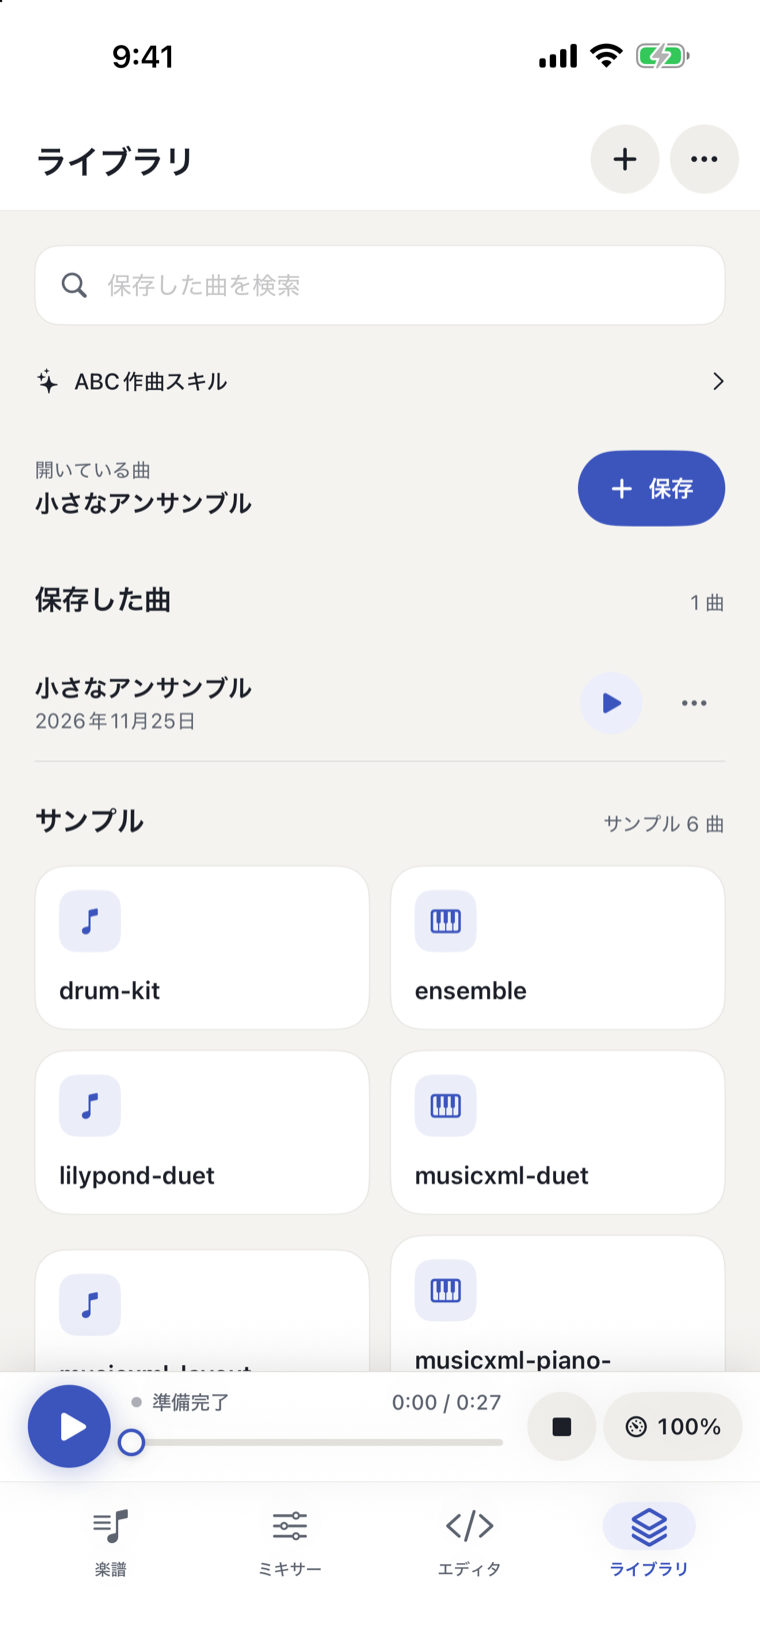 9:41
ライブラリ
保存した曲を検索
ABC作曲スキル
開いている曲
小さなアンサンブル
保存
保存した曲
1 曲
小さなアンサンブル
2026年11月25日
サンプル
サンプル 6 曲
drum-kit
ensemble
lilypond-duet
musicxml-duet
musicxml-piano-
準備完了
0:00 / 0:27
100%
楽譜
ミキサー
エディタ
ライブラリ